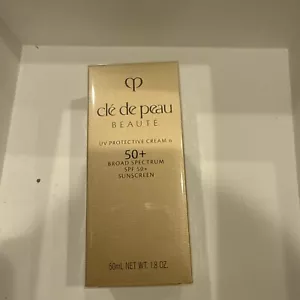 clé de peau
BEAUTÉ
UV PROTECTIVE CREAM n
50+
BROAD SPECTRUM
SPF 50+
SUNSCREEN
50mL NET WT. 1.8 OZ.